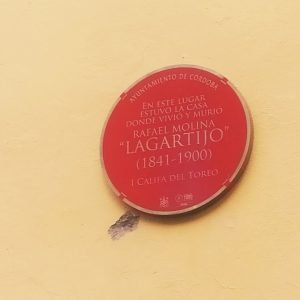 AYUNTAMIENTO DE CÓRDOBA
EN ESTE LUGAR
ESTUVO LA CASA
DONDE VIVIÓ Y MURIÓ
RAFAEL MOLINA
"LAGARTIJO"
(1841-1900)
I CALIFA DEL TOREO